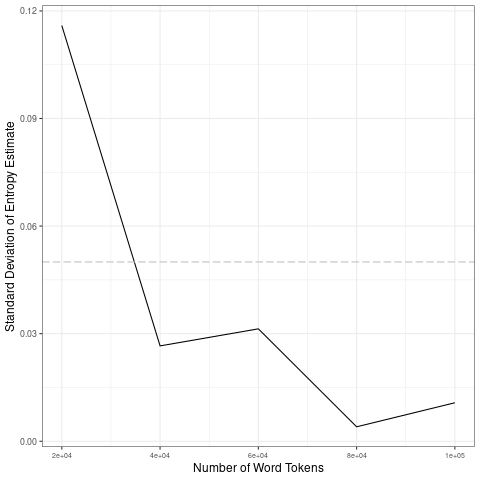 Standard Deviation of Entropy Estimate
0.12
0.09
0.06
0.03
0.00
2e+04 4e+04 6e+04 8e+04 1e+05
Number of Word Tokens